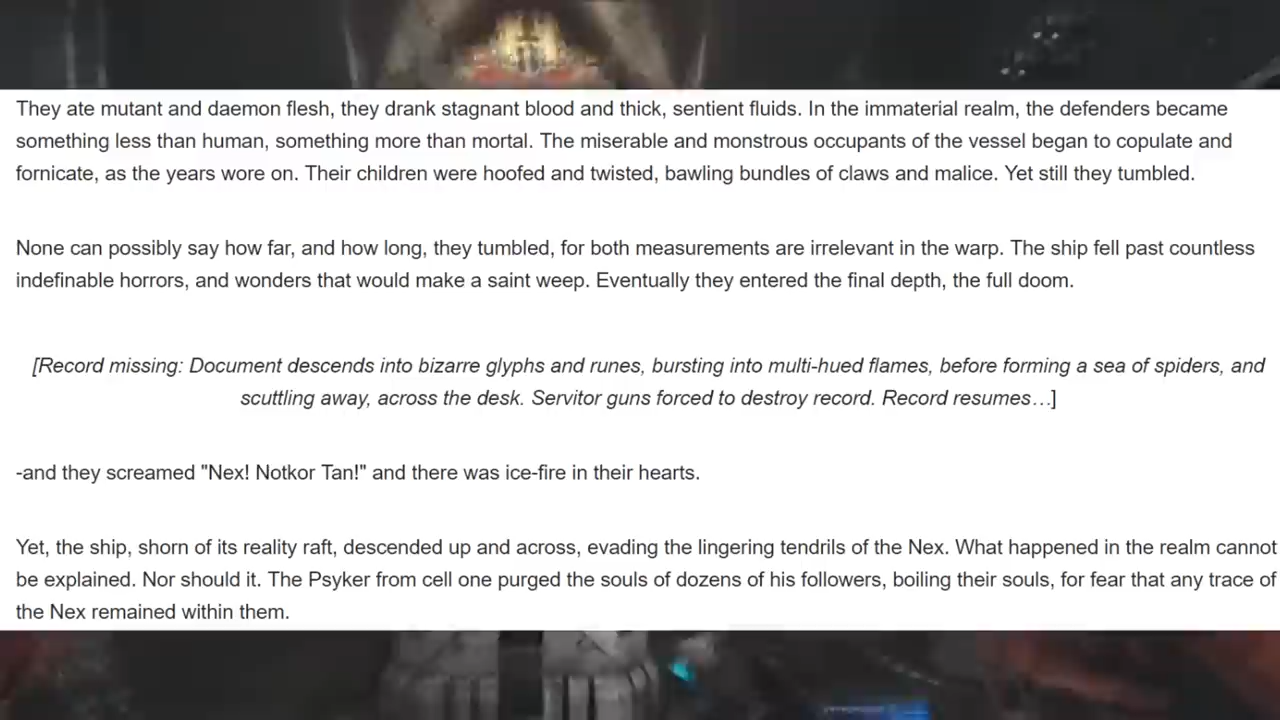 They ate mutant and daemon flesh, they drank stagnant blood and thick, sentient fluids. In the immaterial realm, the defenders became
something less than human, something more than mortal. The miserable and monstrous occupants of the vessel began to copulate and
fornicate, as the years wore on. Their children were hoofed and twisted, bawling bundles of claws and malice. Yet still they tumbled.
None can possibly say how far, and how long, they tumbled, for both measurements are irrelevant in the warp. The ship fell past countless
indefinable horrors, and wonders that would make a saint weep. Eventually they entered the final depth, the full doom.
[Record missing: Document descends into bizarre glyphs and runes, bursting into multi-hued flames, before forming a sea of spiders, and
scuttling away, across the desk. Servitor guns forced to destroy record. Record resumes…]
-and they screamed "Nex! Notkor Tan!" and there was ice-fire in their hearts.
Yet, the ship, shorn of its reality raft, descended up and across, evading the lingering tendrils of the Nex. What happened in the realm cannot
be explained. Nor should it. The Psyker from cell one purged the souls of dozens of his followers, boiling their souls, for fear that any trace of
the Nex remained within them.